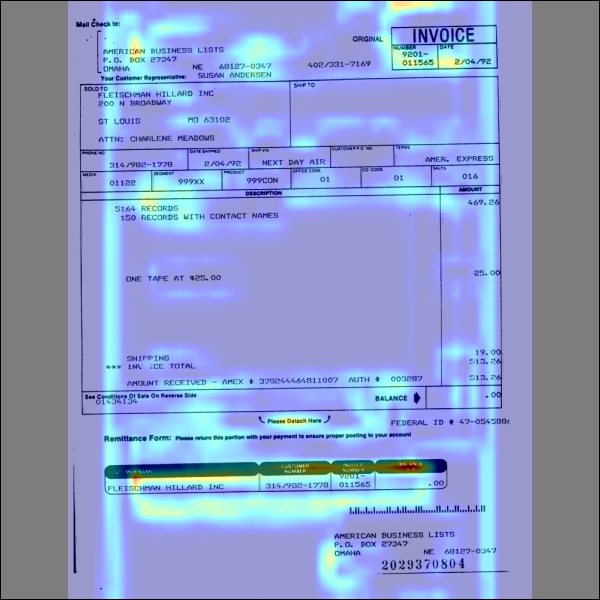 Mail Check to:
ORIGINAL
INVOICE
AMERICAN BUSINESS LISTS
P.O. BOX 27347
OMAHA NE 68127-0347 402/331-7169
NUMBER DATE
9201-
011565 2/04/92
Your Customer Representative: SUSAN ANDERSEN
SOLD TO: SHIP TO:
FLEISCHMAN HILLARD INC
200 N BROADWAY
ST LOUIS MO 63102
ATTN: CHARLENE MEADOWS
PHONE NO DATE SHIPPED SHIP VIA CUSTOMER P.O. NO TERMS
314/982-1778 2/04/92 NEXT DAY AIR AMER. EXPRESS
MEDIA SEGMENT PRODUCT OFFICE CODE CO CODE SALES
01122 999XX 999CON 01 01 016
DESCRIPTION AMOUNT
5164 RECORDS 469.26
150 RECORDS WITH CONTACT NAMES
ONE TAPE AT $25.00 25.00
SHIPPING 19.00
*** INVOICE TOTAL 513.26
AMOUNT RECEIVED - AMEX # 378244464811007 AUTH # 003287 513.26
See Conditions Of Sale On Reverse Side
01434134
BALANCE .00
Please Detach Here
FEDERAL ID # 47-054588
Remittance Form: Please return this portion with your payment to ensure proper posting to your account
CUSTOMER NUMBER INVOICE NUMBER BALANCE
FLEISCHMAN HILLARD INC 314/982-1778 9201-011565 .00
AMERICAN BUSINESS LISTS
P.O. BOX 27347
OMAHA NE 68127-0347
2029370804